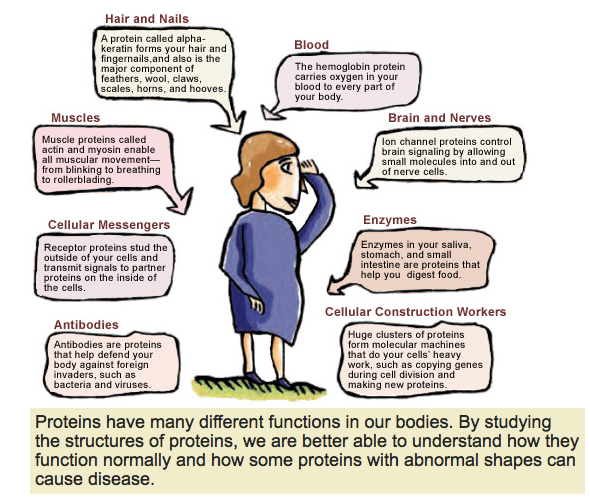 Hair and Nails
A protein called alpha-
keratin forms your hair and
fingernails,and also is the
major component of
feathers, wool, claws,
scales, horns, and hooves.
Blood
The hemoglobin protein
carries oxygen in your
blood to every part of
your body.
Muscles
Muscle proteins called
actin and myosin enable
all muscular movement—
from blinking to breathing
to rollerblading.
Brain and Nerves
Ion channel proteins control
brain signaling by allowing
small molecules into and out
of nerve cells.
Cellular Messengers
Receptor proteins stud the
outside of your cells and
transmit signals to partner
proteins on the inside of
the cells.
Enzymes
Enzymes in your saliva,
stomach, and small
intestine are proteins that
help you digest food.
Antibodies
Antibodies are proteins
that help defend your
body against foreign
invaders, such as
bacteria and viruses.
Cellular Construction Workers
Huge clusters of proteins
form molecular machines
that do your cells' heavy
work, such as copying genes
during cell division and
making new proteins.
Proteins have many different functions in our bodies. By studying
the structures of proteins, we are better able to understand how they
function normally and how some proteins with abnormal shapes can
cause disease.